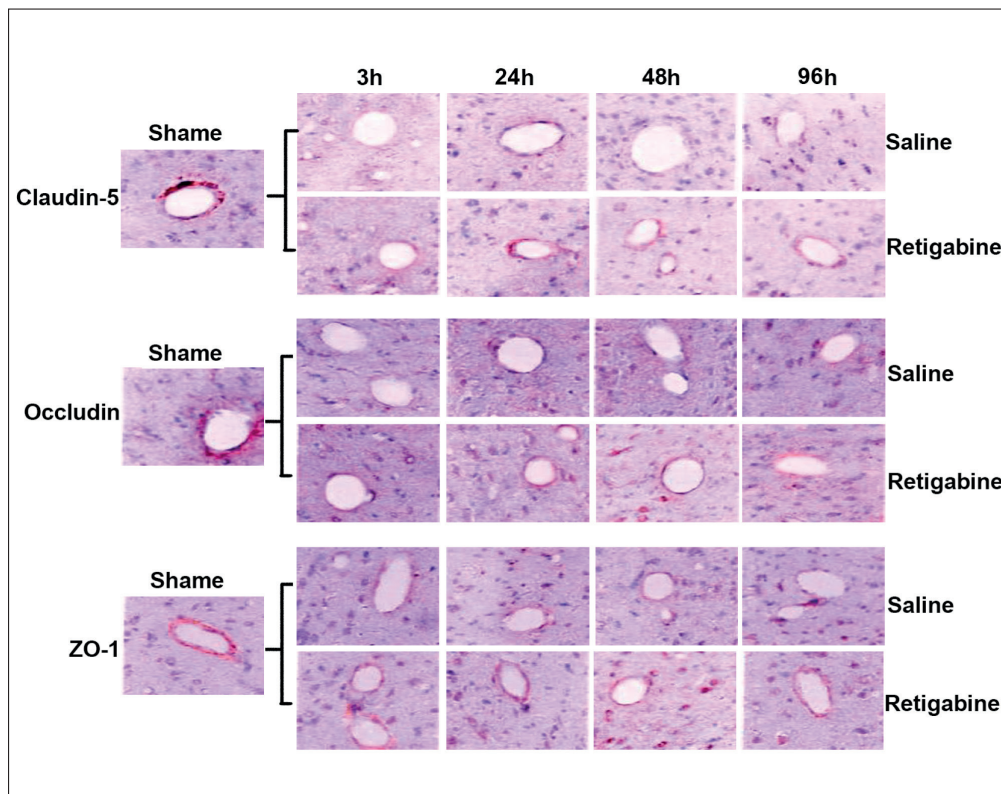 3h 24h 48h 96h
Shame
Saline
Claudin-5
Retigabine
Shame
Saline
Occludin
Retigabine
Shame
Saline
ZO-1
Retigabine